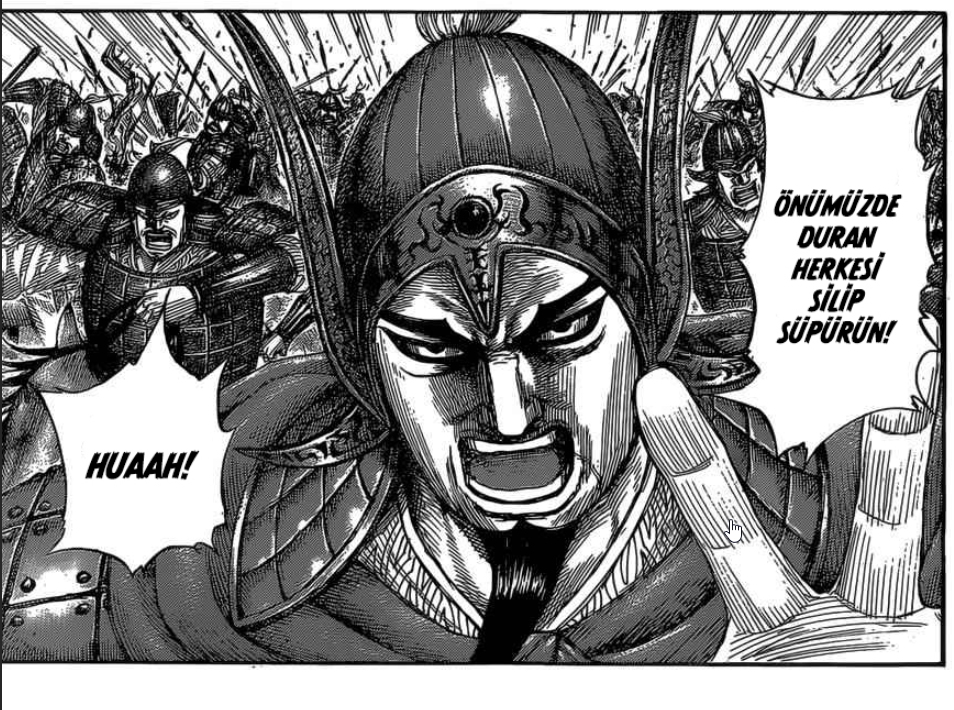 ÖNÜMÜZDE
DURAN
HERKESİ
SİLİP
SÜPÜRÜN!
HUAAH!